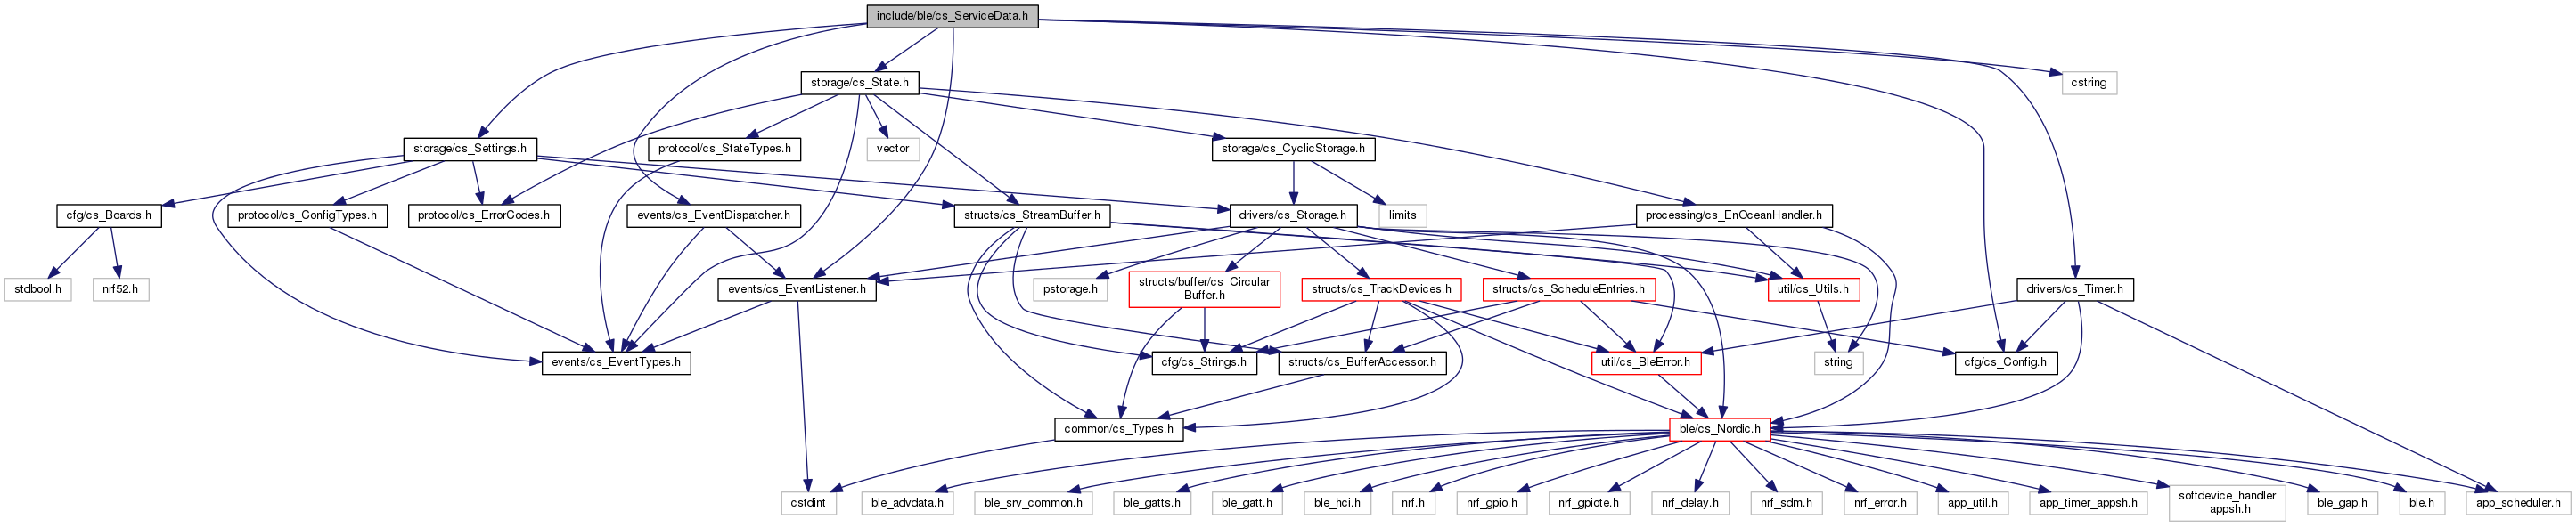 include/ble/cs_ServiceData.h
storage/cs_State.h
cstring
storage/cs_Settings.h
protocol/cs_StateTypes.h
vector
storage/cs_CyclicStorage.h
cfg/cs_Boards.h
protocol/cs_ConfigTypes.h
protocol/cs_ErrorCodes.h
events/cs_EventDispatcher.h
structs/cs_StreamBuffer.h
drivers/cs_Storage.h
limits
processing/cs_EnOceanHandler.h
stdbool.h
nrf52.h
events/cs_EventListener.h
pstorage.h
structs/buffer/cs_Circular
Buffer.h
structs/cs_TrackDevices.h
structs/cs_ScheduleEntries.h
util/cs_Utils.h
drivers/cs_Timer.h
events/cs_EventTypes.h
cfg/cs_Strings.h
structs/cs_BufferAccessor.h
util/cs_BleError.h
string
cfg/cs_Config.h
common/cs_Types.h
ble/cs_Nordic.h
cstdint
ble_advdata.h
ble_srv_common.h
ble_gatts.h
ble_gatt.h
ble_hci.h
nrf.h
nrf_gpio.h
nrf_gpiote.h
nrf_delay.h
nrf_sdm.h
nrf_error.h
app_util.h
app_timer_appsh.h
softdevice_handler
_appsh.h
ble_gap.h
ble.h
app_scheduler.h